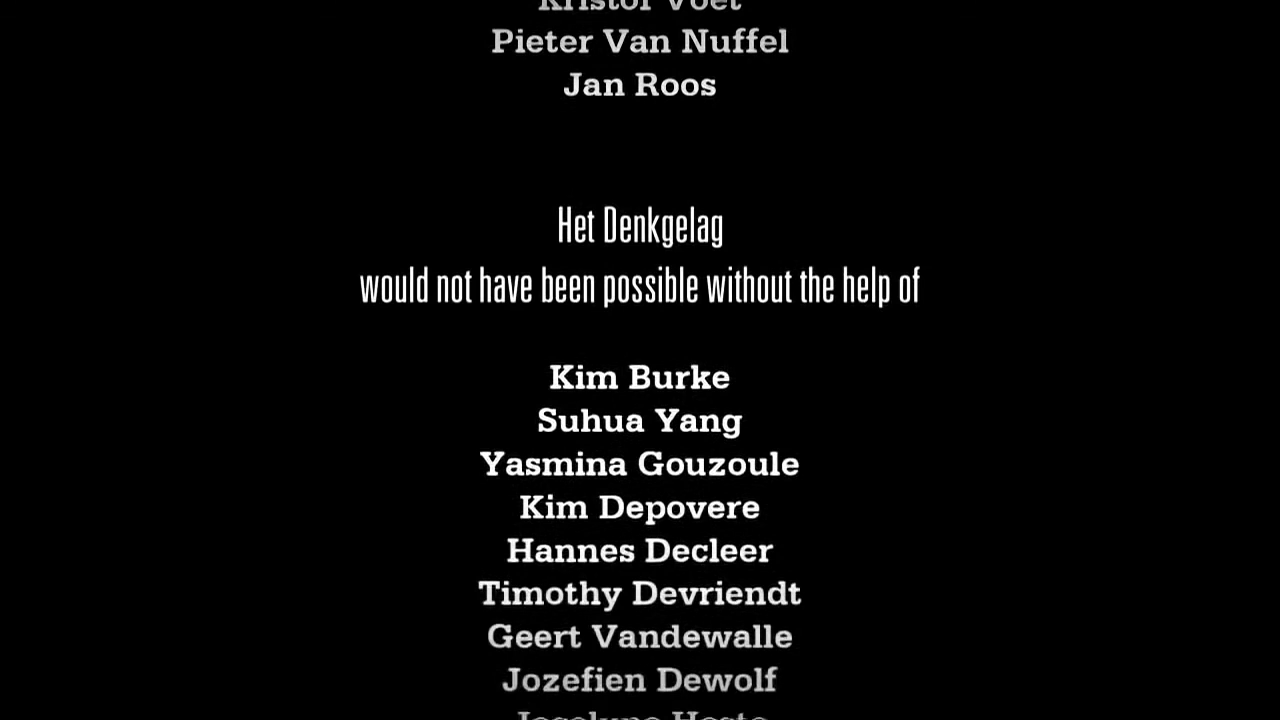 Kristof Voet
Pieter Van Nuffel
Jan Roos
Het Denkgelag
would not have been possible without the help of
Kim Burke
Suhua Yang
Yasmina Gouzoule
Kim Depovere
Hannes Decleer
Timothy Devriendt
Geert Vandewalle
Jozefien Dewolf